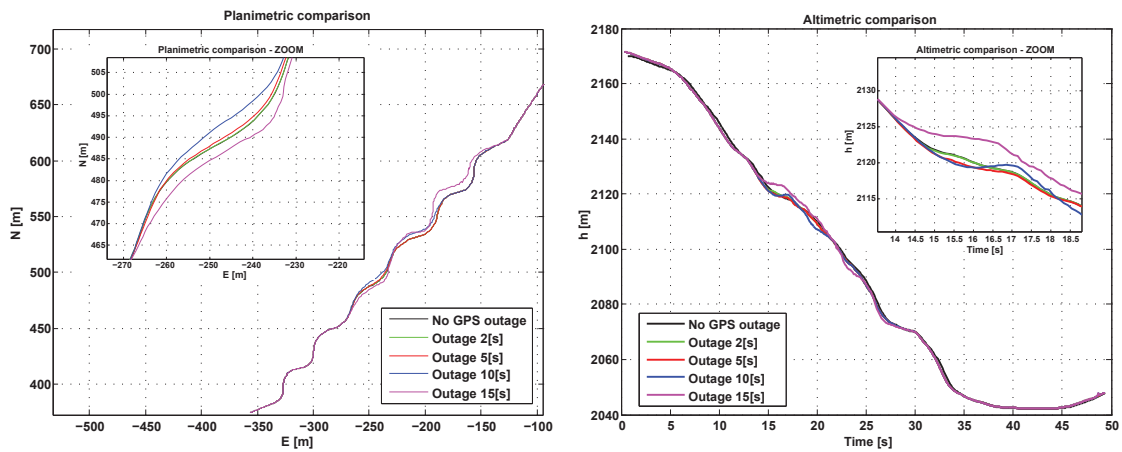 Planimetric comparison
700
650
600
550
500
450
400
N [m]
−500 −450 −400 −350 −300 −250 −200 −150 −100
E [m]
Planimetric comparison - ZOOM
505
500
495
490
485
480
475
470
465
N [m]
−270 −260 −250 −240 −230 −220
E [m]
No GPS outage
Outage 2[s]
Outage 5[s]
Outage 10[s]
Outage 15[s]
Altimetric comparison
2180
2160
2140
2120
2100
2080
2060
2040
h [m]
0 5 10 15 20 25 30 35 40 45 50
Time [s]
Altimetric comparison - ZOOM
2130
2125
2120
2115
h [m]
14 14.5 15 15.5 16 16.5 17 17.5 18 18.5
Time [s]
No GPS outage
Outage 2[s]
Outage 5[s]
Outage 10[s]
Outage 15[s]